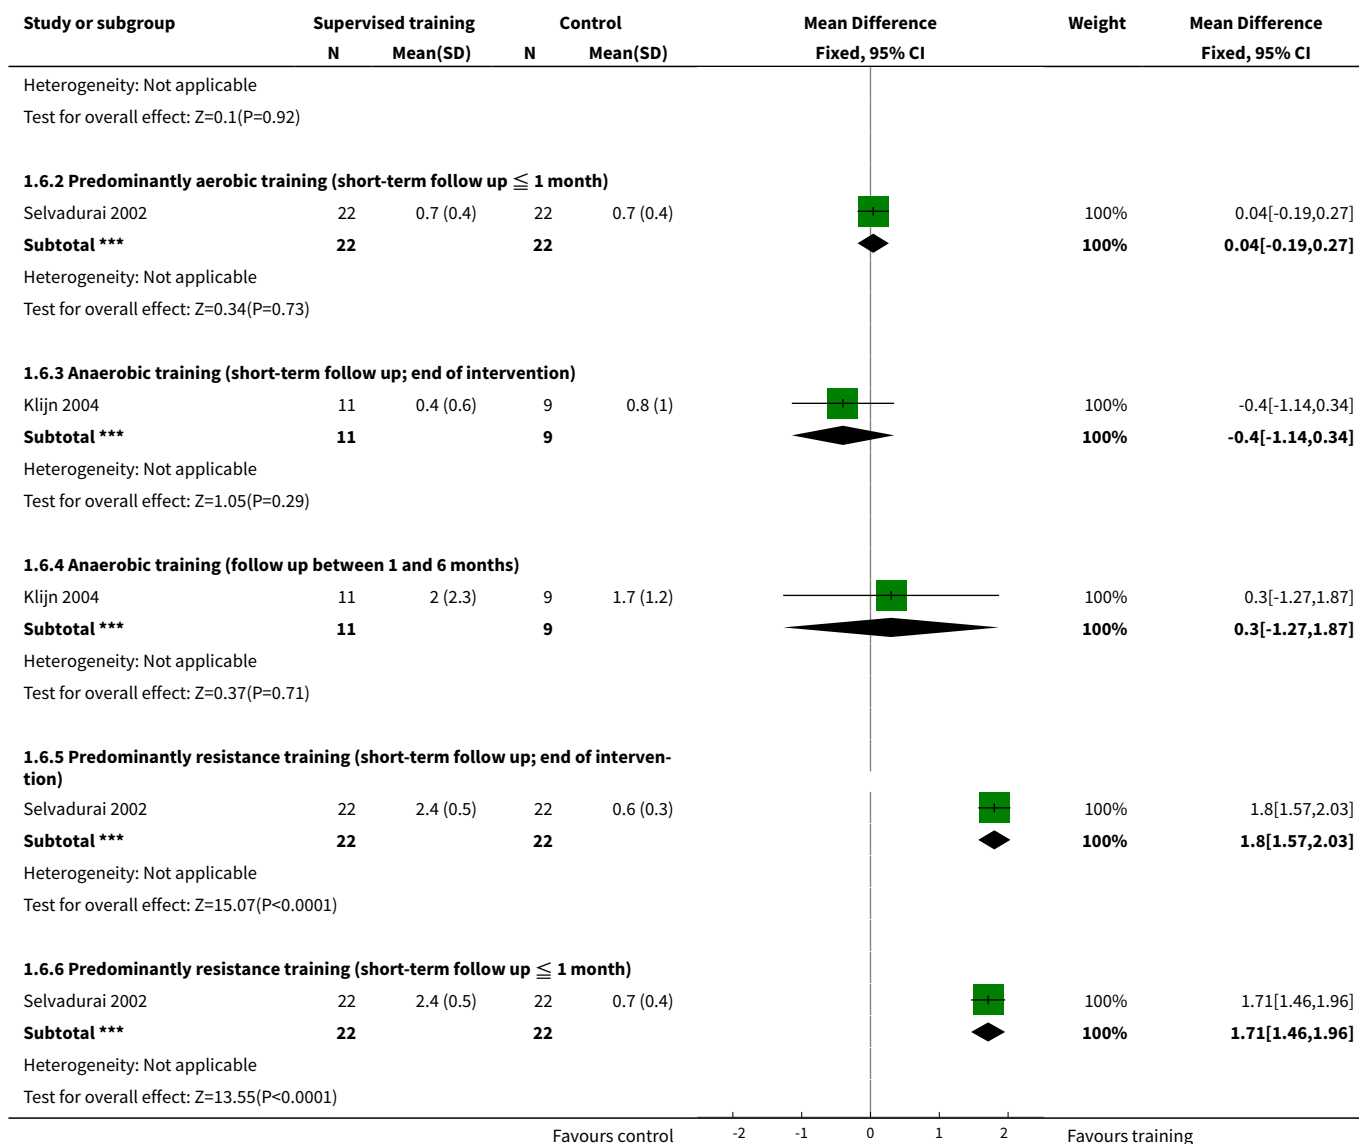 Study or subgroup Supervised training Control Mean Difference Weight Mean Difference
N Mean(SD) N Mean(SD) Fixed, 95% CI Fixed, 95% CI
Heterogeneity: Not applicable
Test for overall effect: Z=0.1(P=0.92)
1.6.2 Predominantly aerobic training (short-term follow up ≦ 1 month)
Selvadurai 2002 22 0.7 (0.4) 22 0.7 (0.4) 100% 0.04[-0.19,0.27]
Subtotal *** 22 22 100% 0.04[-0.19,0.27]
Heterogeneity: Not applicable
Test for overall effect: Z=0.34(P=0.73)
1.6.3 Anaerobic training (short-term follow up; end of intervention)
Klijn 2004 11 0.4 (0.6) 9 0.8 (1) 100% -0.4[-1.14,0.34]
Subtotal *** 11 9 100% -0.4[-1.14,0.34]
Heterogeneity: Not applicable
Test for overall effect: Z=1.05(P=0.29)
1.6.4 Anaerobic training (follow up between 1 and 6 months)
Klijn 2004 11 2 (2.3) 9 1.7 (1.2) 100% 0.3[-1.27,1.87]
Subtotal *** 11 9 100% 0.3[-1.27,1.87]
Heterogeneity: Not applicable
Test for overall effect: Z=0.37(P=0.71)
1.6.5 Predominantly resistance training (short-term follow up; end of interven-
tion)
Selvadurai 2002 22 2.4 (0.5) 22 0.6 (0.3) 100% 1.8[1.57,2.03]
Subtotal *** 22 22 100% 1.8[1.57,2.03]
Heterogeneity: Not applicable
Test for overall effect: Z=15.07(P<0.0001)
1.6.6 Predominantly resistance training (short-term follow up ≦ 1 month)
Selvadurai 2002 22 2.4 (0.5) 22 0.7 (0.4) 100% 1.71[1.46,1.96]
Subtotal *** 22 22 100% 1.71[1.46,1.96]
Heterogeneity: Not applicable
Test for overall effect: Z=13.55(P<0.0001)
Favours control -2 -1 0 1 2 Favours training